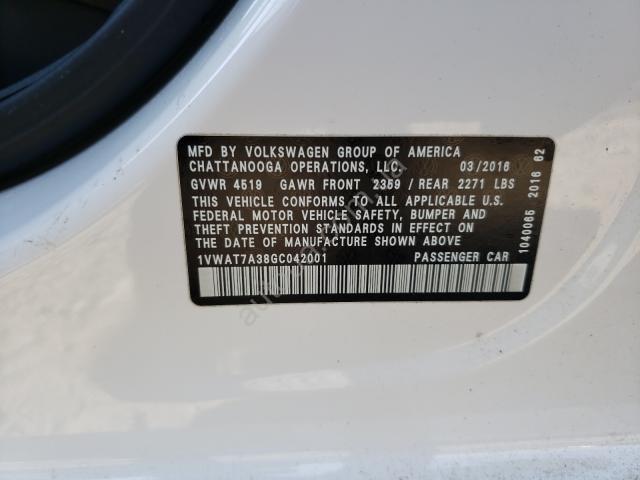 MFD BY VOLKSWAGEN GROUP OF AMERICA
CHATTANOOGA OPERATIONS, LLC 03/2016
GVWR 4519 GAWR FRONT 2359 / REAR 2271 LBS
THIS VEHICLE CONFORMS TO ALL APPLICABLE U.S.
FEDERAL MOTOR VEHICLE SAFETY, BUMPER AND
THEFT PREVENTION STANDARDS IN EFFECT ON
THE DATE OF MANUFACTURE SHOWN ABOVE
1VWAT7A38GC042001 PASSENGER CAR
1040066 2016 62